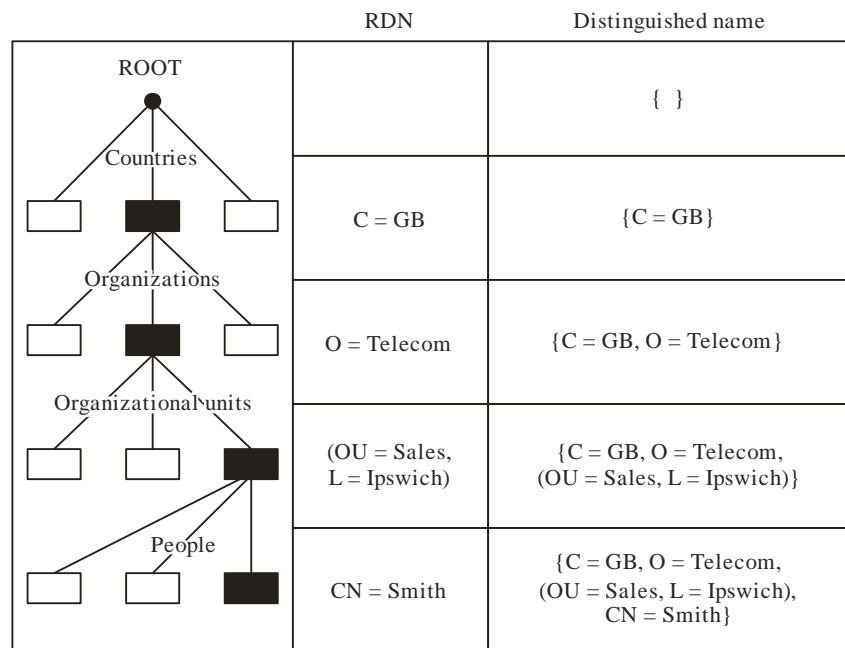 RDN
Distinguished name
ROOT
{ }
Countries
C = GB
{C = GB}
Organizations
O = Telecom
{C = GB, O = Telecom}
Organizational units
(OU = Sales,
L = Ipswich)
{C = GB, O = Telecom,
(OU = Sales, L = Ipswich)}
People
CN = Smith
{C = GB, O = Telecom,
(OU = Sales, L = Ipswich),
CN = Smith}